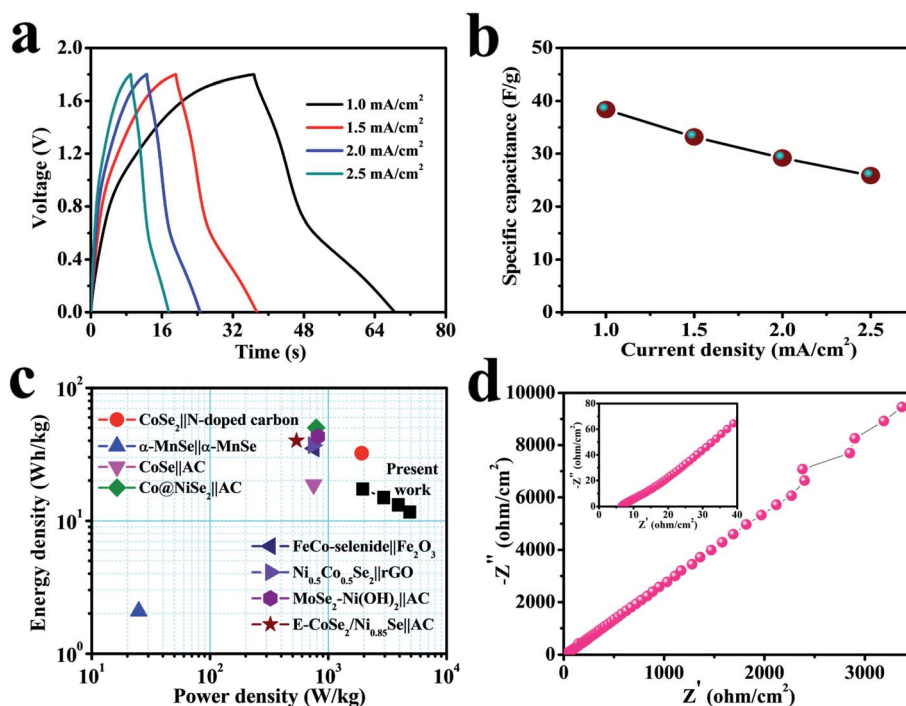 a
2.0
1.6
1.2
0.8
0.4
0.0
Voltage (V)
1.0 mA/cm²
1.5 mA/cm²
2.0 mA/cm²
2.5 mA/cm²
0 16 32 48 64 80
Time (s)
b
50
40
30
20
10
0
Specific capacitance (F/g)
1.0 1.5 2.0 2.5
Current density (mA/cm²)
c
10²
10¹
10⁰
Energy density (Wh/kg)
CoSe₂||N-doped carbon
α-MnSe||α-MnSe
CoSe||AC
Co@NiSe₂||AC
Present
work
FeCo-selenide||Fe₂O₃
Ni₀.₅Co₀.₅Se₂||rGO
MoSe₂-Ni(OH)₂||AC
E-CoSe₂/Ni₀.₈₅Se||AC
10¹ 10² 10³ 10⁴
Power density (W/kg)
d
10000
8000
6000
4000
2000
0
-Z" (ohm/cm²)
80
60
40
20
0
-Z" (ohm/cm²)
0 10 20 30 40
Z' (ohm/cm²)
0 1000 2000 3000
Z' (ohm/cm²)